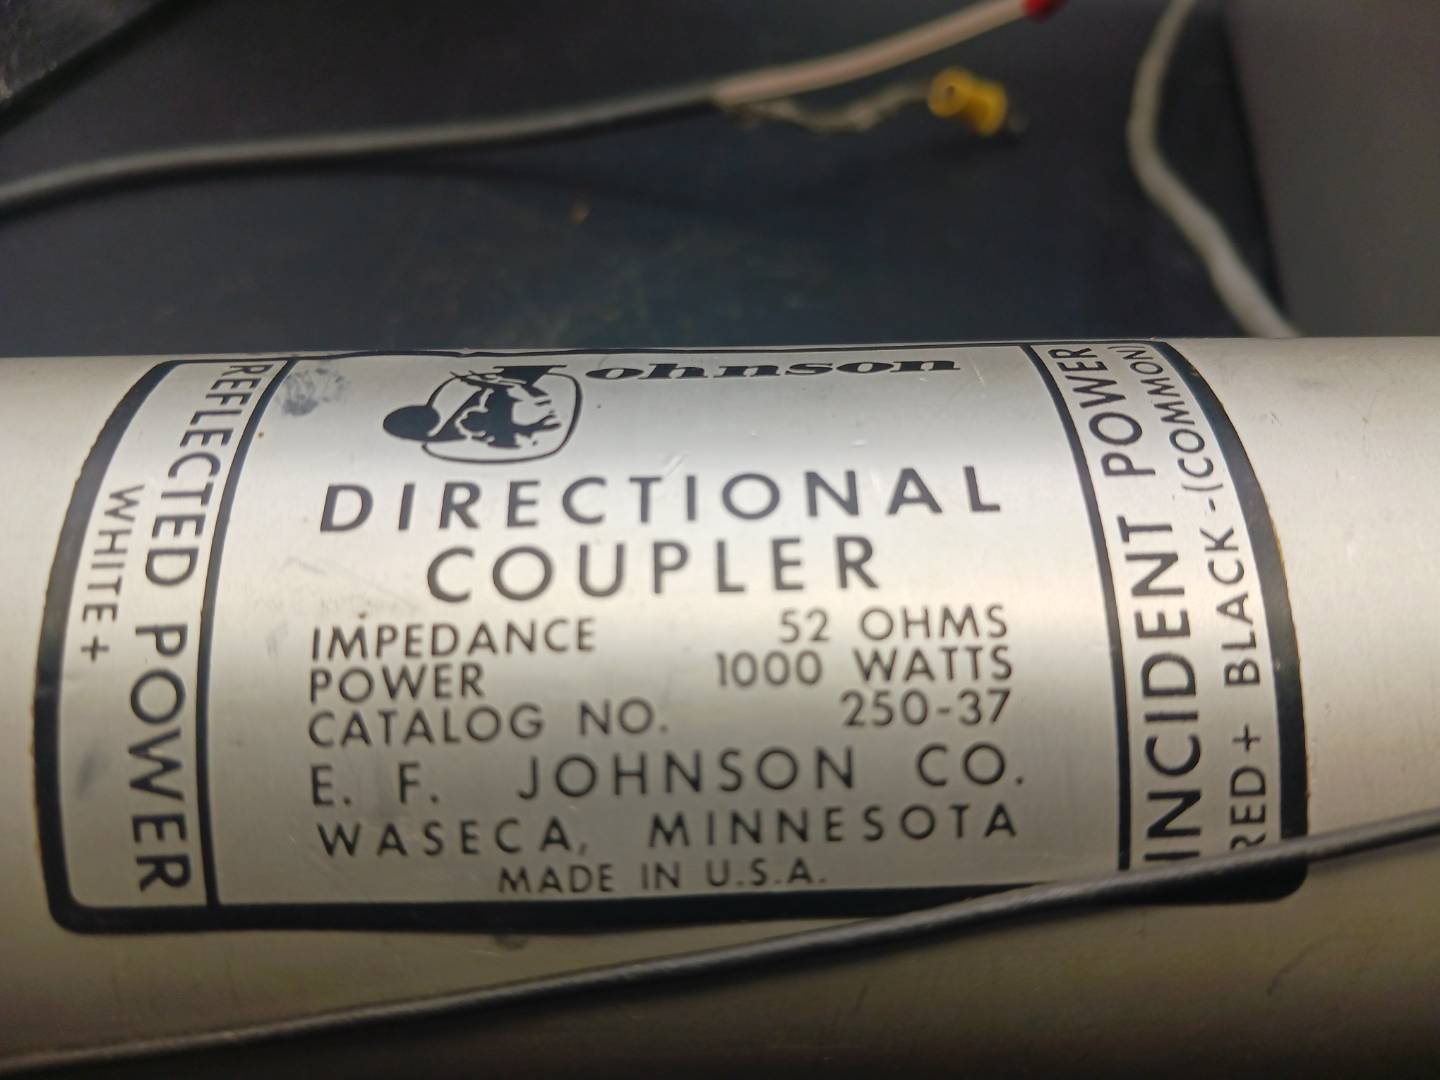 REFLECTED POWER
WHITE +
Johnson
DIRECTIONAL
COUPLER
IMPEDANCE 52 OHMS
POWER 1000 WATTS
CATALOG NO. 250-37
E. F. JOHNSON CO.
WASECA, MINNESOTA
MADE IN U.S.A.
INCIDENT POWER
RED + BLACK - (COMMON)